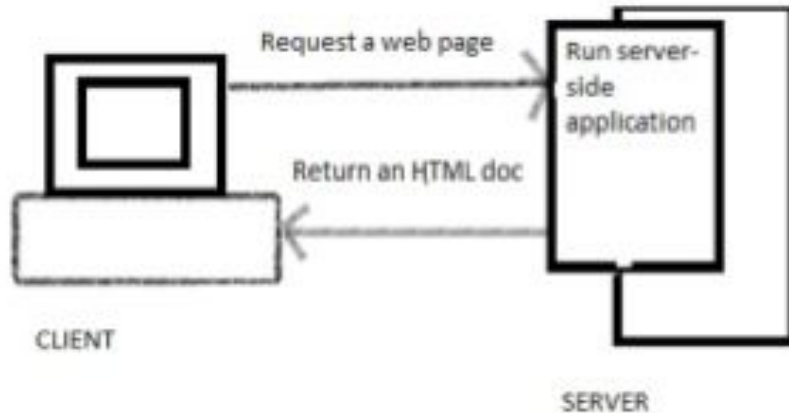 Request a web page
Run server-
side
application
Return an HTML doc
CLIENT
SERVER